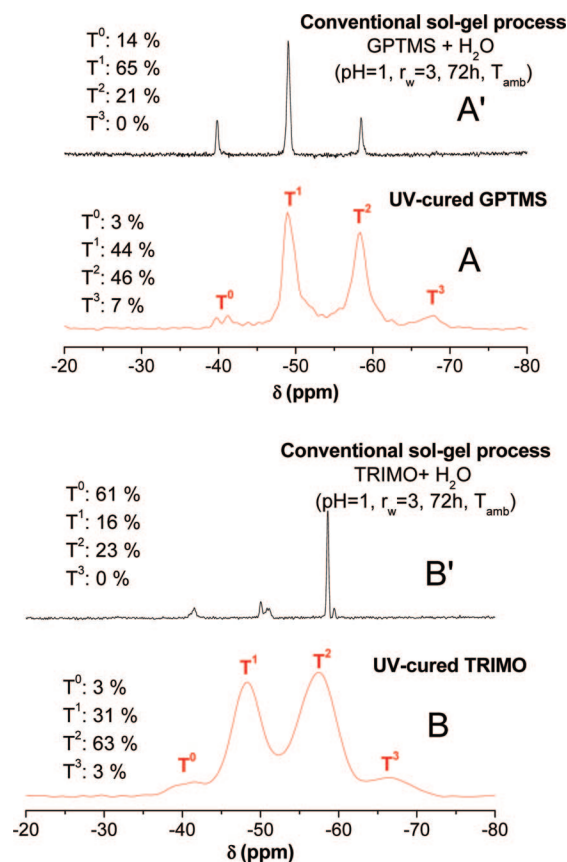 Conventional sol-gel process
GPTMS + H₂O
(pH=1, r_w=3, 72h, T_amb)
T⁰: 14 %
T¹: 65 %
T²: 21 %
T³: 0 %
A'
UV-cured GPTMS
T⁰: 3 %
T¹: 44 %
T²: 46 %
T³: 7 %
A
T⁰
T¹
T²
T³
-20 -30 -40 -50 -60 -70 -80
δ (ppm)
Conventional sol-gel process
TRIMO+ H₂O
(pH=1, r_w=3, 72h, T_amb)
T⁰: 61 %
T¹: 16 %
T²: 23 %
T³: 0 %
B'
UV-cured TRIMO
T⁰: 3 %
T¹: 31 %
T²: 63 %
T³: 3 %
B
T⁰
T¹
T²
T³
-20 -30 -40 -50 -60 -70 -80
δ (ppm)